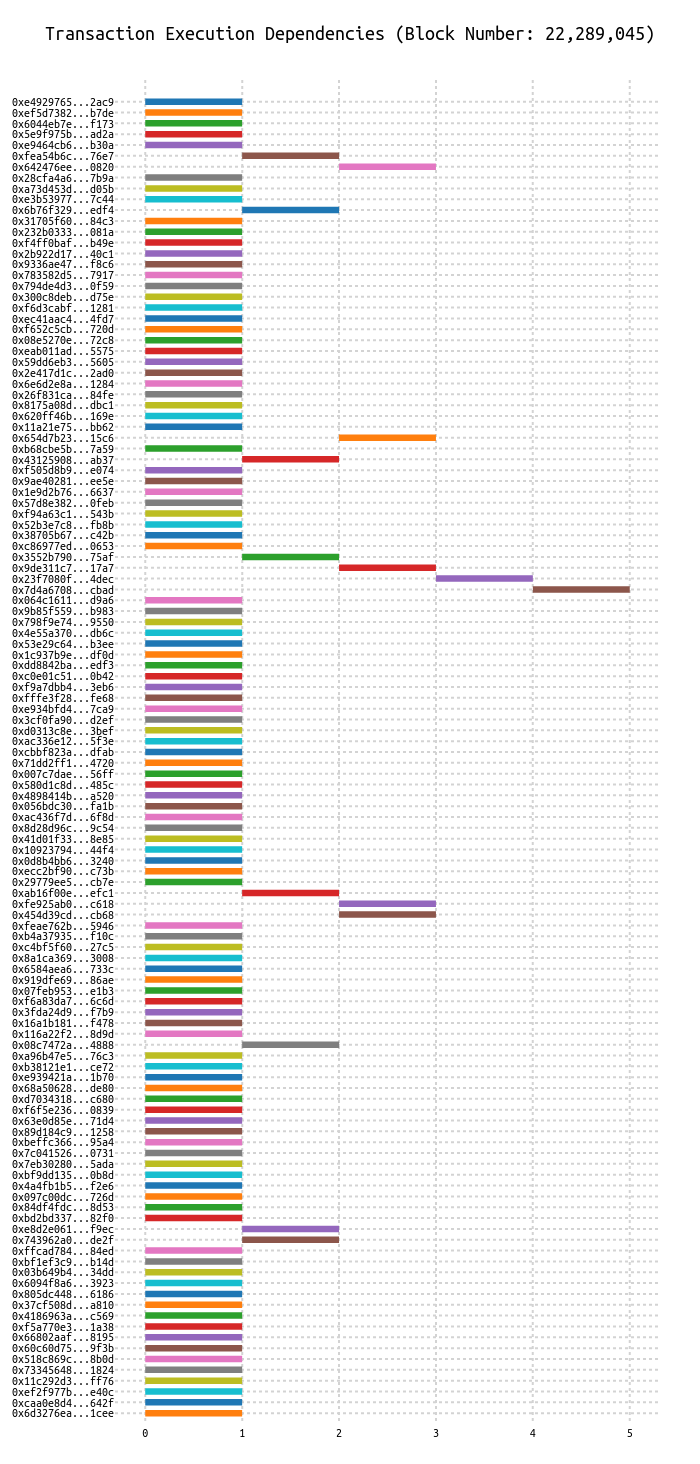 Transaction Execution Dependencies (Block Number: 22,289,045)
0xe4929765...2ac9
0xef5d7382...b7de
0x6044eb7e...f173
0x5e9f975b...ad2a
0xe9464cb6...b30a
0xfea54b6c...76e7
0x642476ee...0820
0x28cfa4a6...7b9a
0xa73d453d...d05b
0xe3b53977...7c44
0x6b76f329...edf4
0x31705f60...84c3
0x232b0333...081a
0xf4ff0baf...b49e
0x2b922d17...40c1
0x9336ae47...f8c6
0x783582d5...7917
0x794de4d3...0f59
0x300c8deb...d75e
0xf6d3cabf...1281
0xec41aac4...4fd7
0xf652c5cb...720d
0x08e5270e...72c8
0xeab011ad...5575
0x59dd6eb3...5605
0x2e417d1c...2ad0
0x6e6d2e8a...1284
0x26f831ca...84fe
0x8175a08d...dbc1
0x620ff46b...169e
0x11a21e75...bb62
0x654d7b23...15c6
0xb68cbe5b...7a59
0x43125908...ab37
0xf505d8b9...e074
0x9ae40281...ee5e
0x1e9d2b76...6637
0x57d8e382...0feb
0xf94a63c1...543b
0x52b3e7c8...fb8b
0x38705b67...c42b
0xc86977ed...0653
0x3552b790...75af
0x9de311c7...17a7
0x23f7080f...4dec
0x7d4a6708...cbad
0x064c1611...d9a6
0x9b85f559...b983
0x798f9e74...9550
0x4e55a370...db6c
0x53e29c64...b3ee
0x1c937b9e...df0d
0xdd8842ba...edf3
0xc0e01c51...0b42
0xf9a7dbb4...3eb6
0xfffe3f28...fe68
0xe934bfd4...7ca9
0x3cf0fa90...d2ef
0xd0313c8e...3bef
0xac336e12...5f3e
0xcbbf823a...dfab
0x71dd2ff1...4720
0x007c7dae...56ff
0x580d1c8d...485c
0x4898414b...a520
0x056bdc30...fa1b
0xac436f7d...6f8d
0x8d28d96c...9c54
0x41d01f33...8e85
0x10923794...44f4
0x0d8b4bb6...3240
0xecc2bf90...c73b
0x29779ee5...cb7e
0xab16f00e...efc1
0xfe925ab0...c618
0x454d39cd...cb68
0xfeae762b...5946
0xb4a37935...f10c
0xc4bf5f60...27c5
0x8a1ca369...3008
0x6584aea6...733c
0x919dfe69...86ae
0x07feb953...e1b3
0xf6a83da7...6c6d
0x3fda24d9...f7b9
0x16a1b181...f478
0x116a22f2...8d9d
0x08c7472a...4888
0xa96b47e5...76c3
0xb38121e1...ce72
0xe939421a...1b70
0x68a50628...de80
0xd7034318...c680
0xf6f5e236...0839
0x63e0d85e...71d4
0x89d184c9...1258
0xbeffc366...95a4
0x7c041526...0731
0x7eb30280...5ada
0xbf9dd135...0b8d
0x4a4fb1b5...f2e6
0x097c00dc...726d
0x84df4fdc...8d53
0xbd2bd337...82f0
0xe8d2e061...f9ec
0x743962a0...de2f
0xffcad784...84ed
0xbf1ef3c9...b14d
0x03b649b4...34dd
0x6094f8a6...3923
0x805dc448...6186
0x37cf508d...a810
0x4186963a...c569
0xf5a770e3...1a38
0x66802aaf...8195
0x60c60d75...9f3b
0x518c869c...8b0d
0x73345648...1824
0x11c292d3...ff76
0xef2f977b...e40c
0xcaa0e8d4...642f
0x6d3276ea...1cee
0 1 2 3 4 5